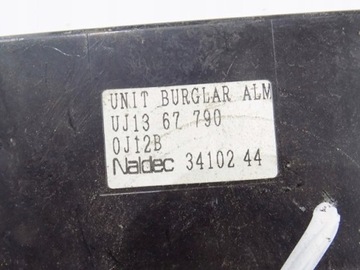 UNIT BURGLAR ALM
UJ13 67 790
0J12B
Naldec 34102 44